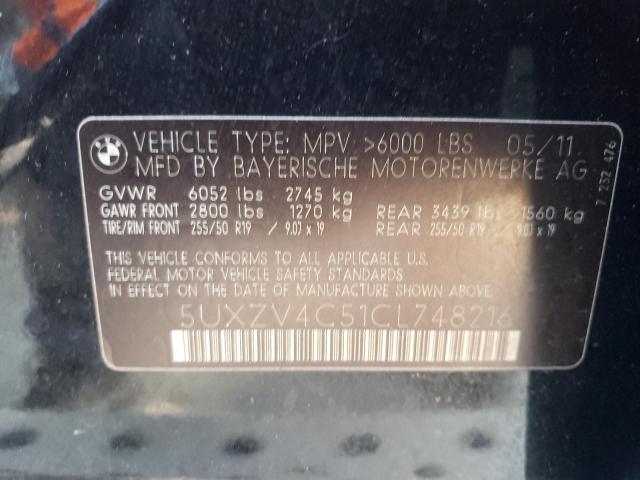 BMW
VEHICLE TYPE: MPV >6000 LBS 05/11
MFD BY BAYERISCHE MOTORENWERKE AG
GVWR 6052 lbs 2745 kg
GAWR FRONT 2800 lbs 1270 kg REAR 3439 lbs 1560 kg
TIRE/RIM FRONT 255/50 R19 / 9.0J x 19 REAR 255/50 R19 / 9.0J x 19
THIS VEHICLE CONFORMS TO ALL APPLICABLE U.S.
FEDERAL MOTOR VEHICLE SAFETY STANDARDS
IN EFFECT ON THE DATE OF MANUFACTURE SHOWN ABOVE.
5UXZV4C51CL748216
7 232 476